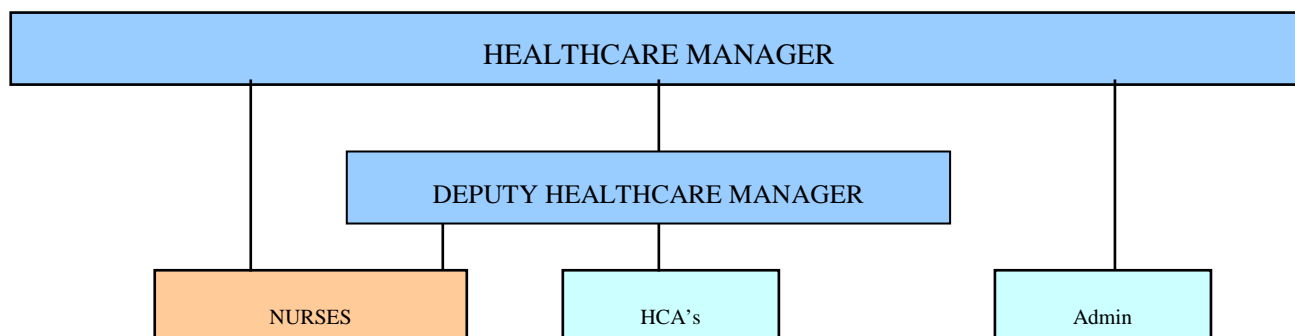 HEALTHCARE MANAGER
DEPUTY HEALTHCARE MANAGER
NURSES
HCA’s
Admin